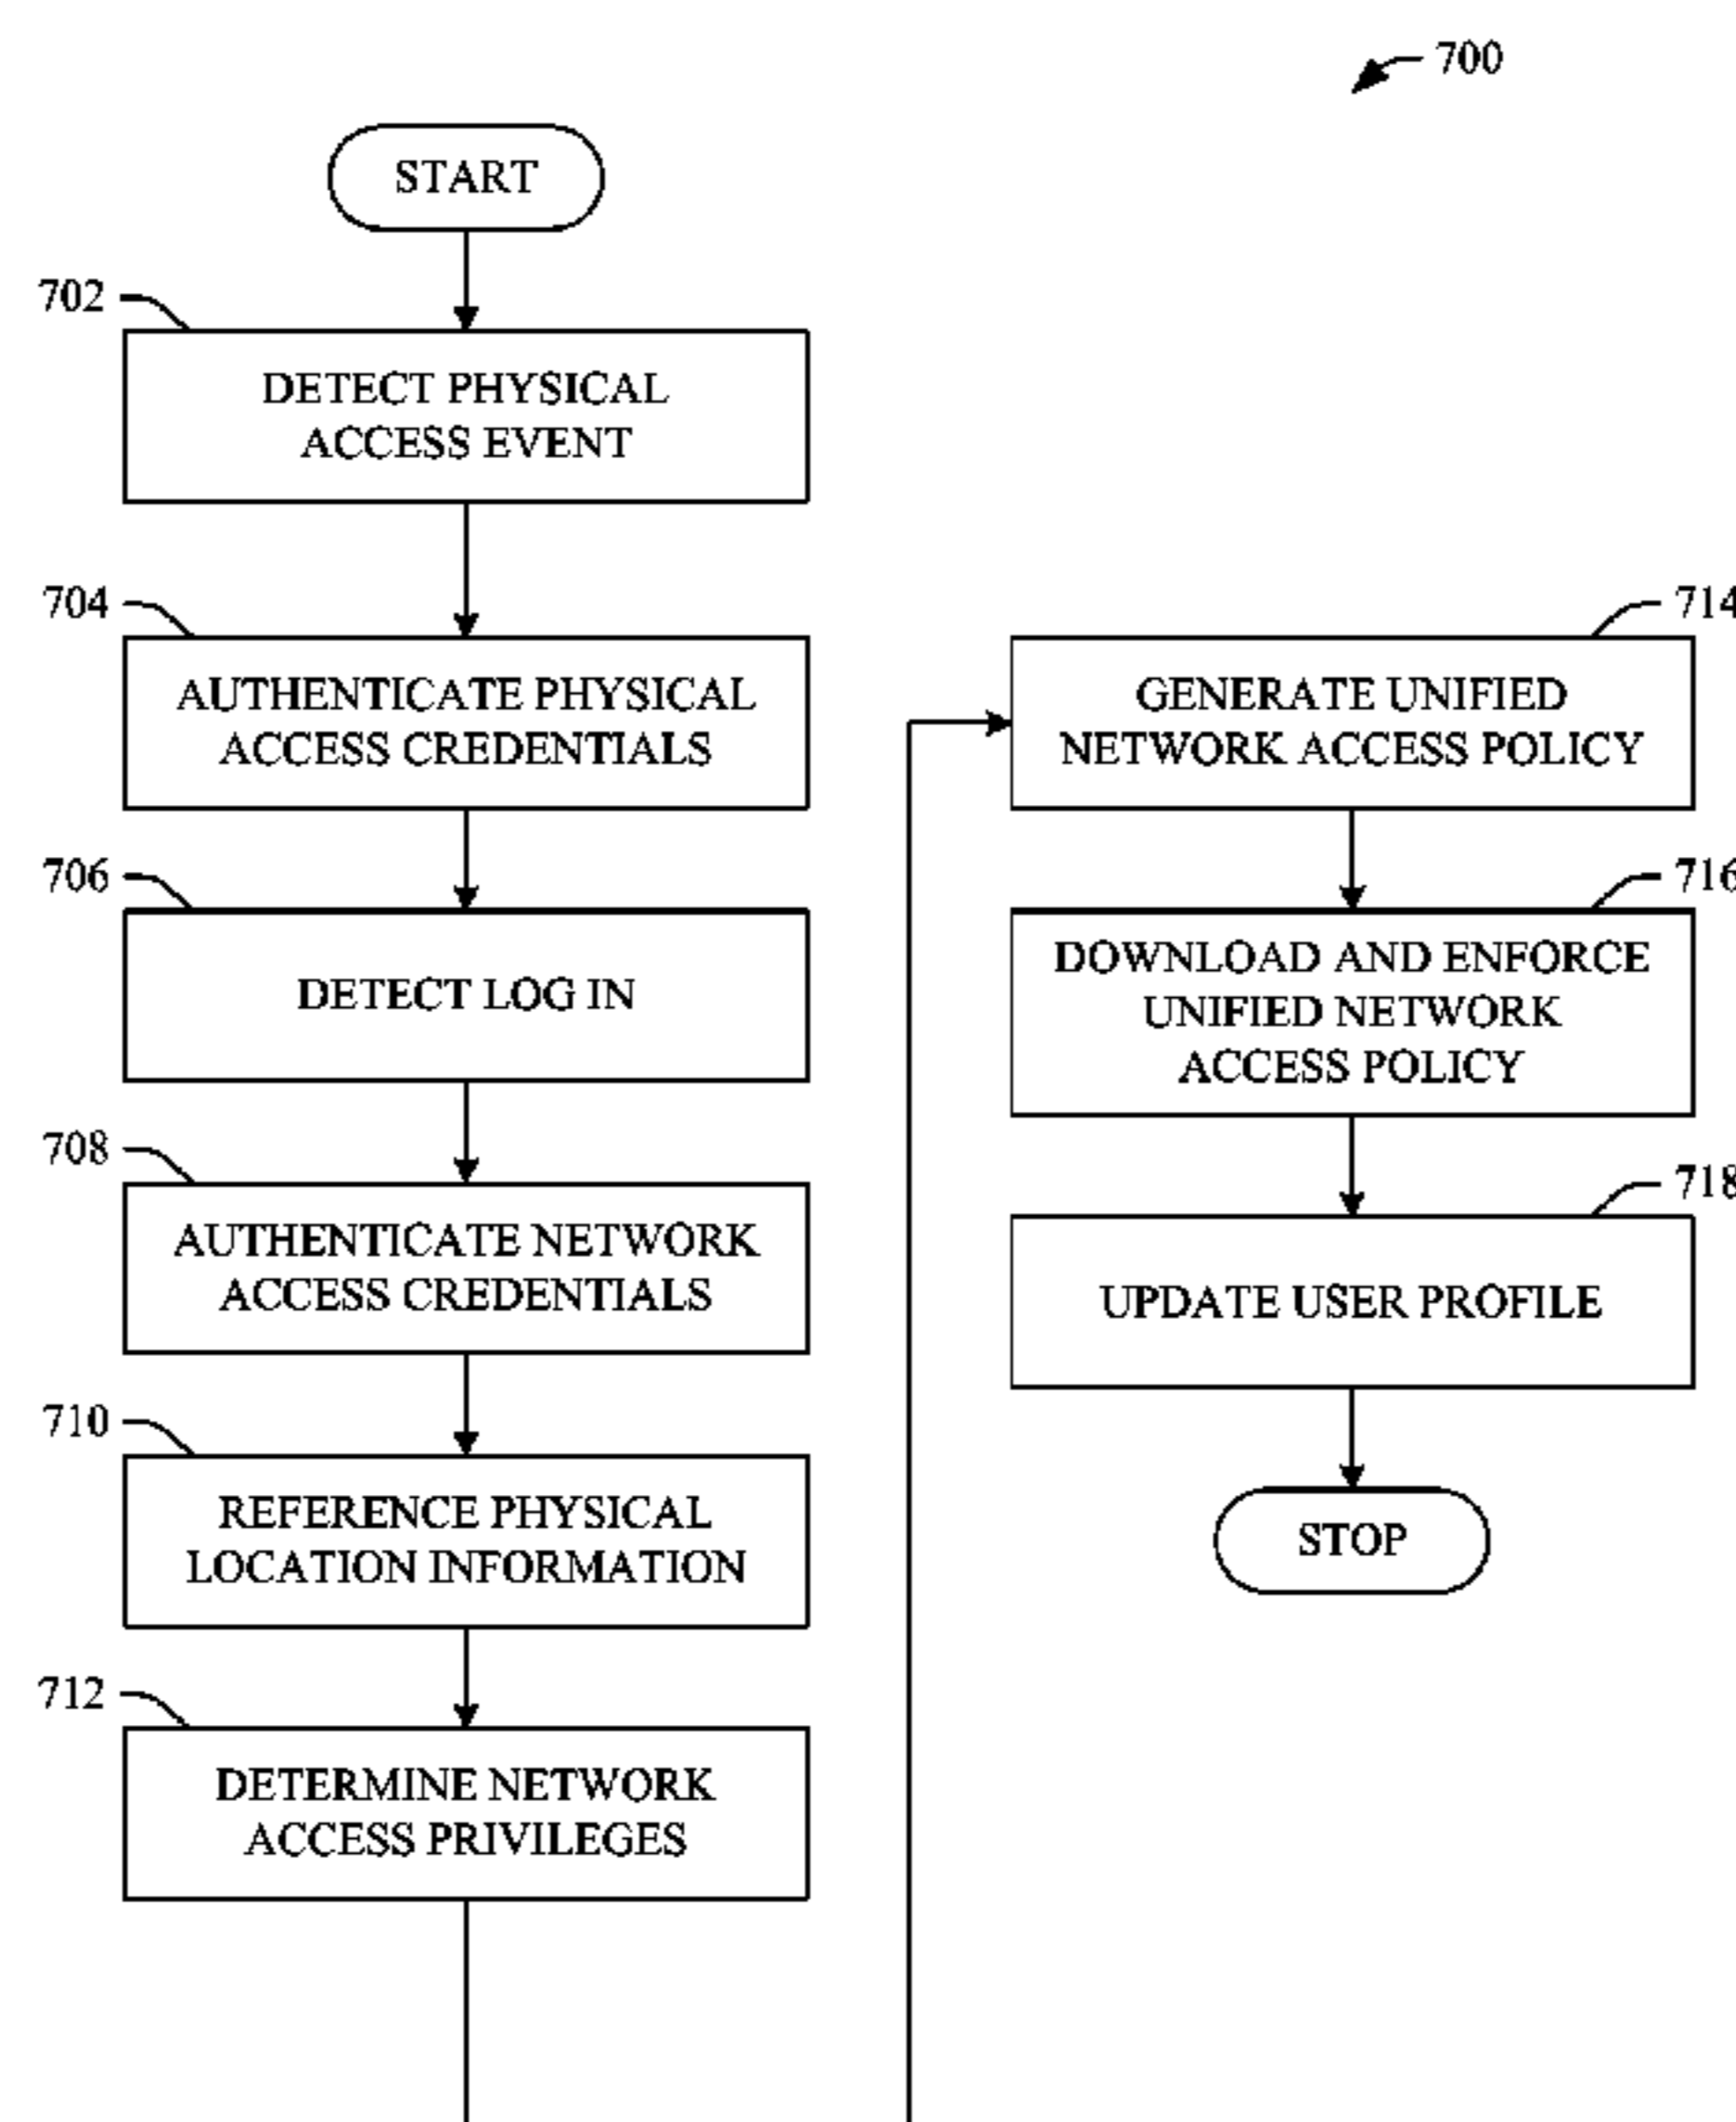 700
START
702
DETECT PHYSICAL
ACCESS EVENT
704
AUTHENTICATE PHYSICAL
ACCESS CREDENTIALS
706
DETECT LOG IN
708
AUTHENTICATE NETWORK
ACCESS CREDENTIALS
710
REFERENCE PHYSICAL
LOCATION INFORMATION
712
DETERMINE NETWORK
ACCESS PRIVILEGES
714
GENERATE UNIFIED
NETWORK ACCESS POLICY
716
DOWNLOAD AND ENFORCE
UNIFIED NETWORK
ACCESS POLICY
718
UPDATE USER PROFILE
STOP